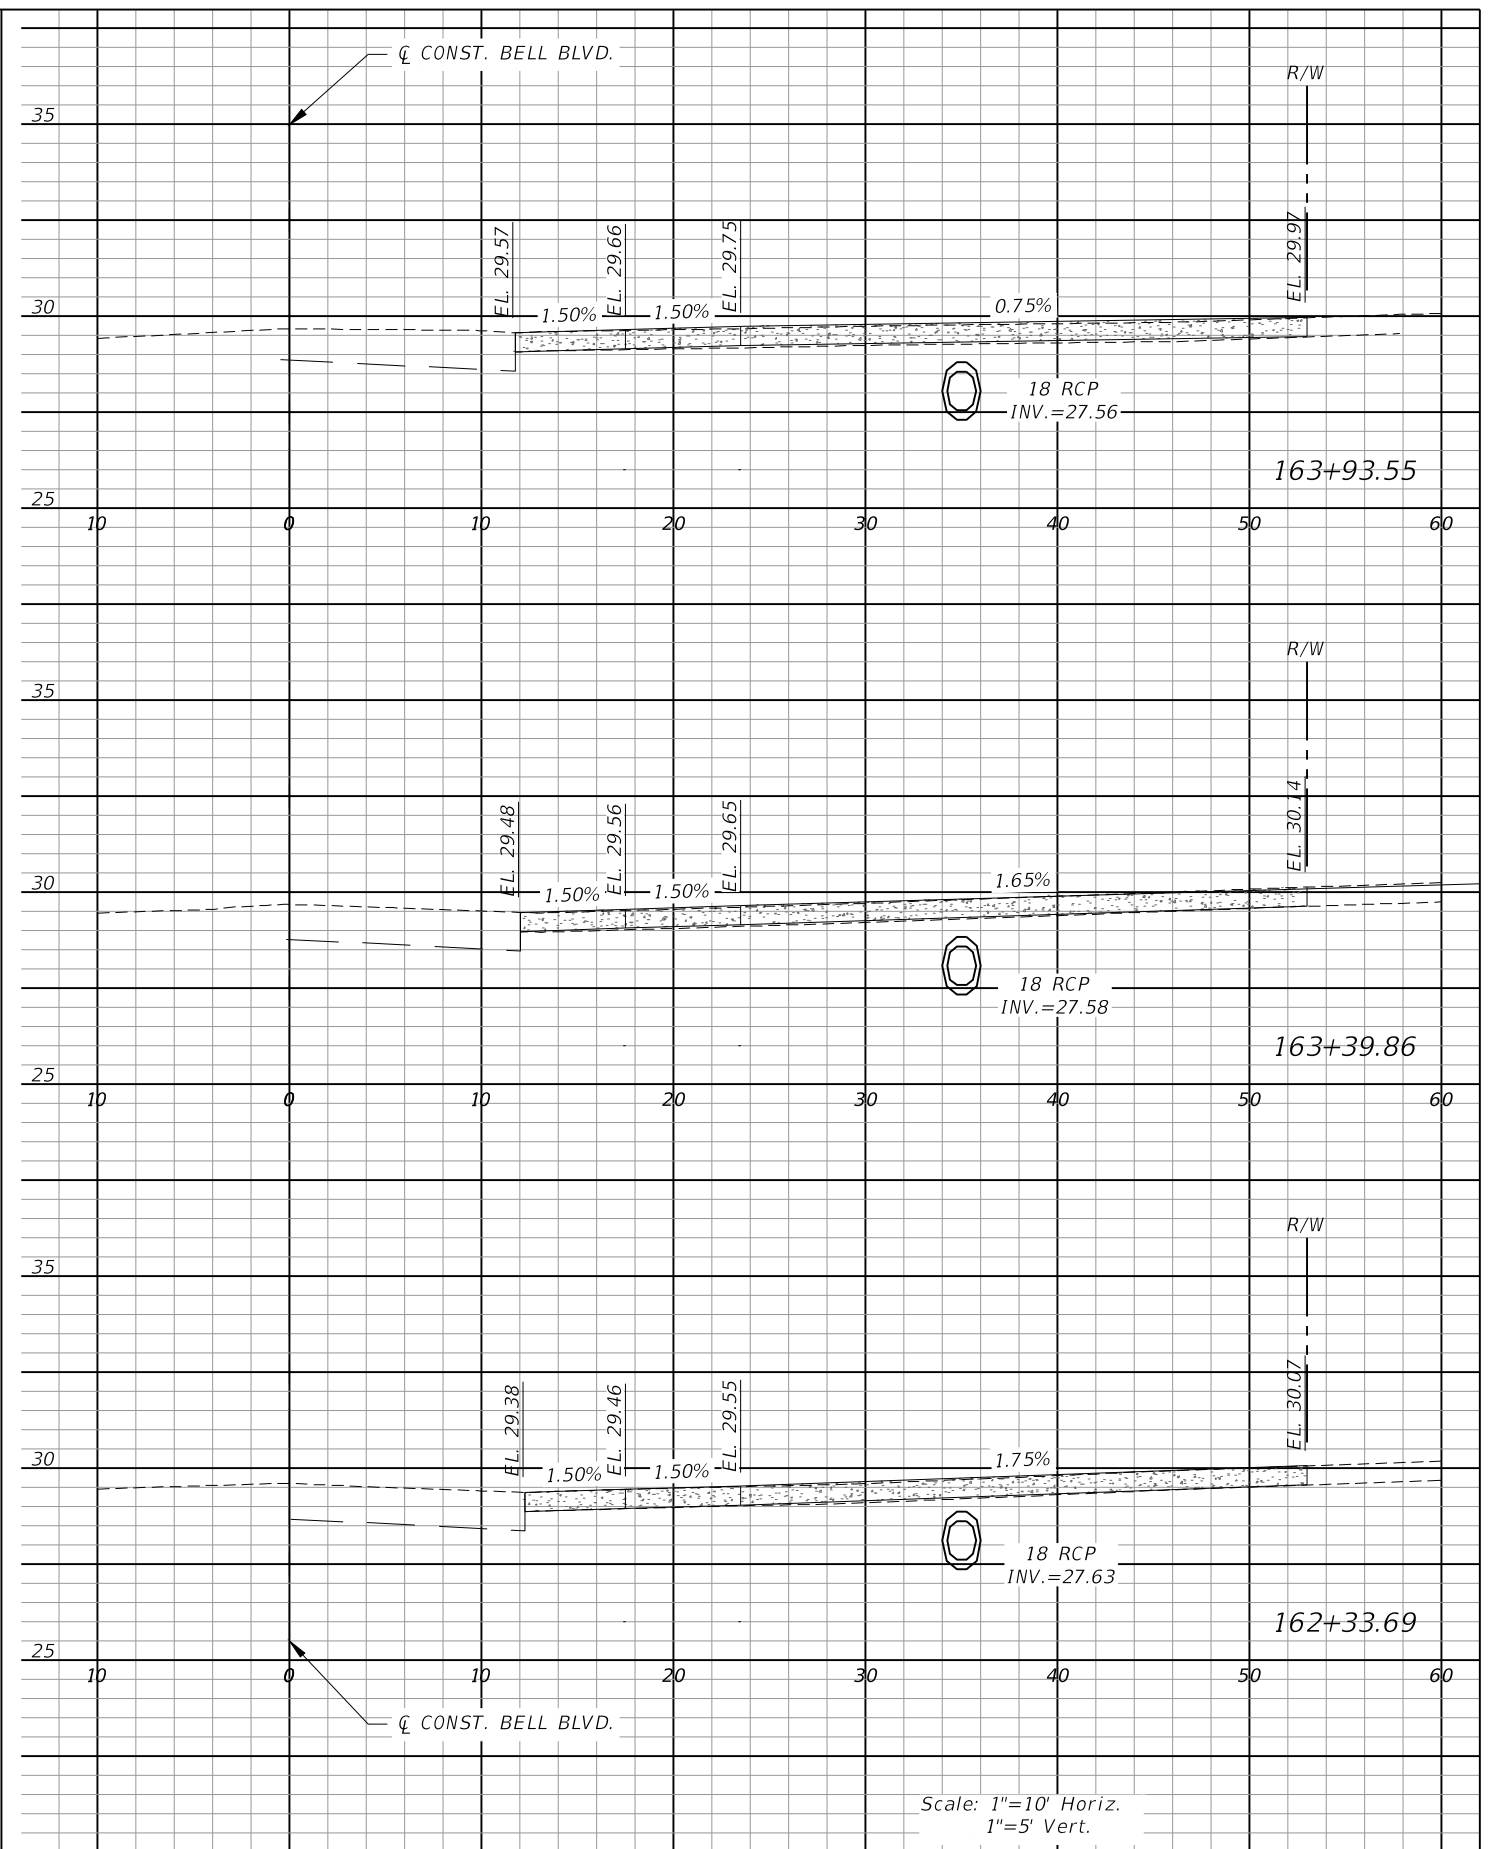 ℄ CONST. BELL BLVD.
R/W
35
EL. 29.57
EL. 29.66
EL. 29.75
EL. 29.97
30
1.50%
1.50%
0.75%
18 RCP
INV.=27.56
163+93.55
25
10 0 10 20 30 40 50 60
R/W
35
EL. 29.48
EL. 29.56
EL. 29.65
EL. 30.14
30
1.50%
1.50%
1.65%
18 RCP
INV.=27.58
163+39.86
25
10 0 10 20 30 40 50 60
R/W
35
EL. 29.38
EL. 29.46
EL. 29.55
EL. 30.07
30
1.50%
1.50%
1.75%
18 RCP
INV.=27.63
162+33.69
25
10 0 10 20 30 40 50 60
℄ CONST. BELL BLVD.
Scale: 1"=10' Horiz.
1"=5' Vert.